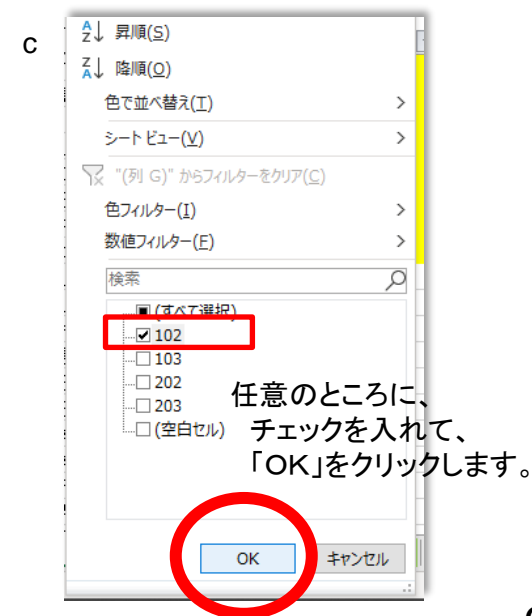 c
昇順(S)
降順(O)
色で並べ替え(T)
シート ビュー(V)
"(列 G)" からフィルターをクリア(C)
色フィルター(I)
数値フィルター(F)
検索
(すべて選択)
102
103
202
203
(空白セル)
任意のところに、
チェックを入れて、
「OK」をクリックします。
OK
キャンセル